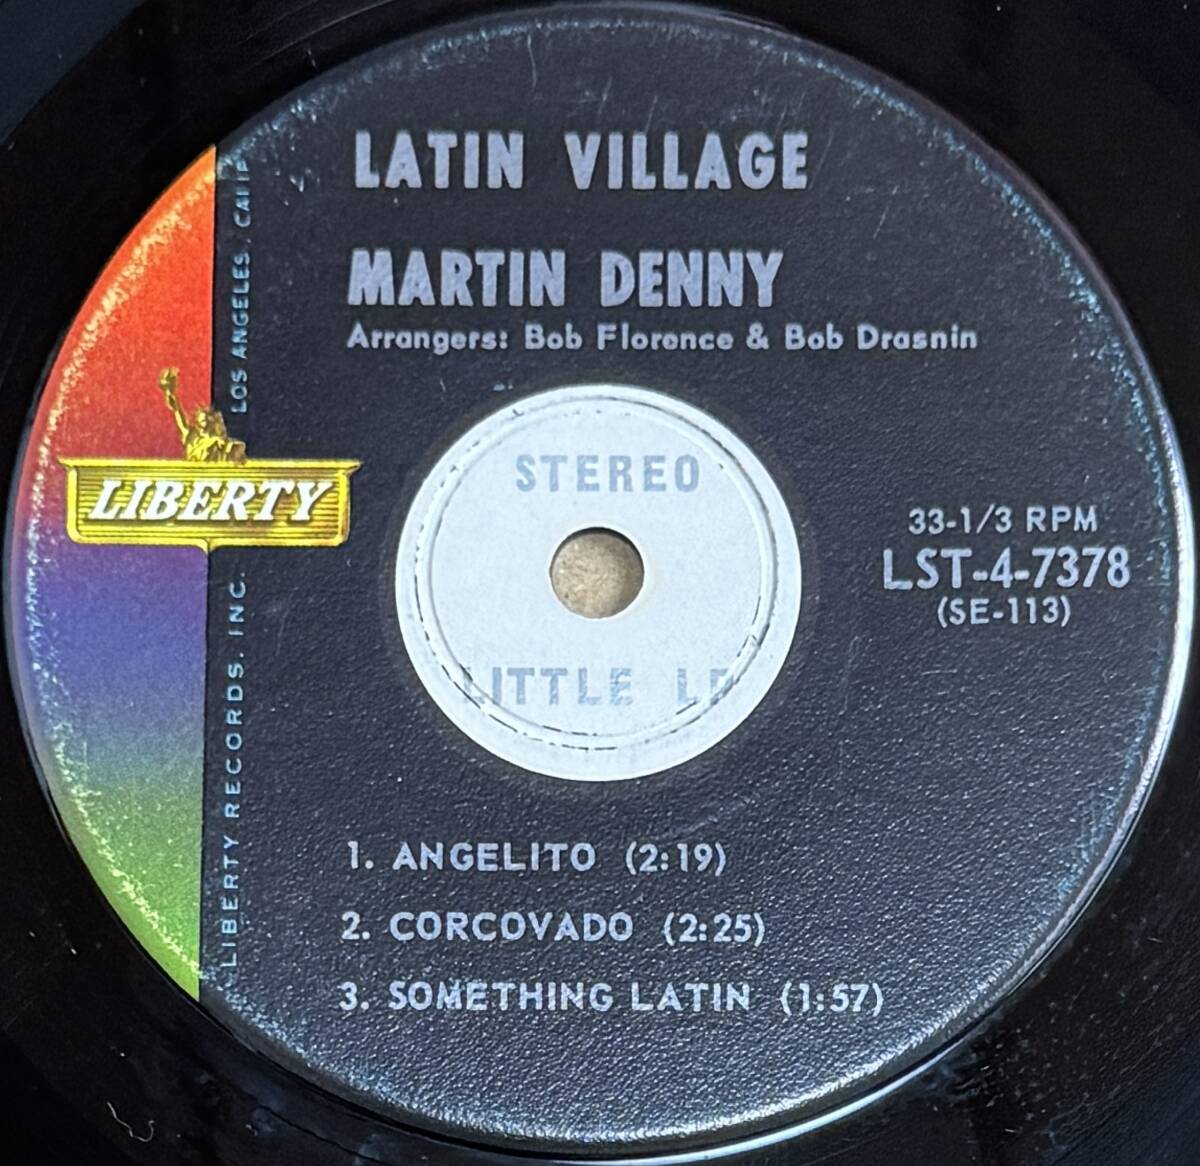 LATIN VILLAGE
MARTIN DENNY
Arrangers: Bob Florence & Bob Drasnin
LIBERTY
LIBERTY RECORDS, INC.
LOS ANGELES, CALIF
STEREO
LITTLE LP
33-1/3 RPM
LST-4-7378
(SE-113)
1. ANGELITO (2:19)
2. CORCOVADO (2:25)
3. SOMETHING LATIN (1:57)